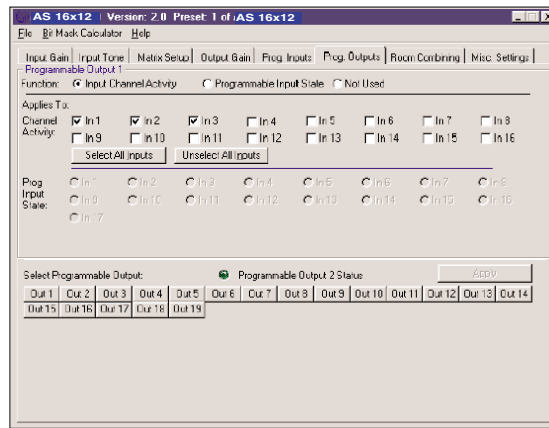 AS 16x12 Version: 2.0 Preset: 1 of AS 16x12
File Bit Mask Calculator Help
Input Gain Input Tone Matrix Setup Output Gain Prog. Inputs Prog. Outputs Room Combining Misc. Settings
Programmable Output 1
Function: Input Channel Activity Programmable Input State Not Used
Applies To:
Channel Activity: In 1 In 2 In 3 In 4 In 5 In 6 In 7 In 8
In 9 In 10 In 11 In 12 In 13 In 14 In 15 In 16
Select All Inputs Unselect All Inputs
Prog Input State: In 1 In 2 In 3 In 4 In 5 In 6 In 7 In 8
In 9 In 10 In 11 In 12 In 13 In 14 In 15 In 16
In 17
Select Programmable Output: Programmable Output 2 Status Apply
Out 1 Out 2 Out 3 Out 4 Out 5 Out 6 Out 7 Out 8 Out 9 Out 10 Out 11 Out 12 Out 13 Out 14
Out 15 Out 16 Out 17 Out 18 Out 19